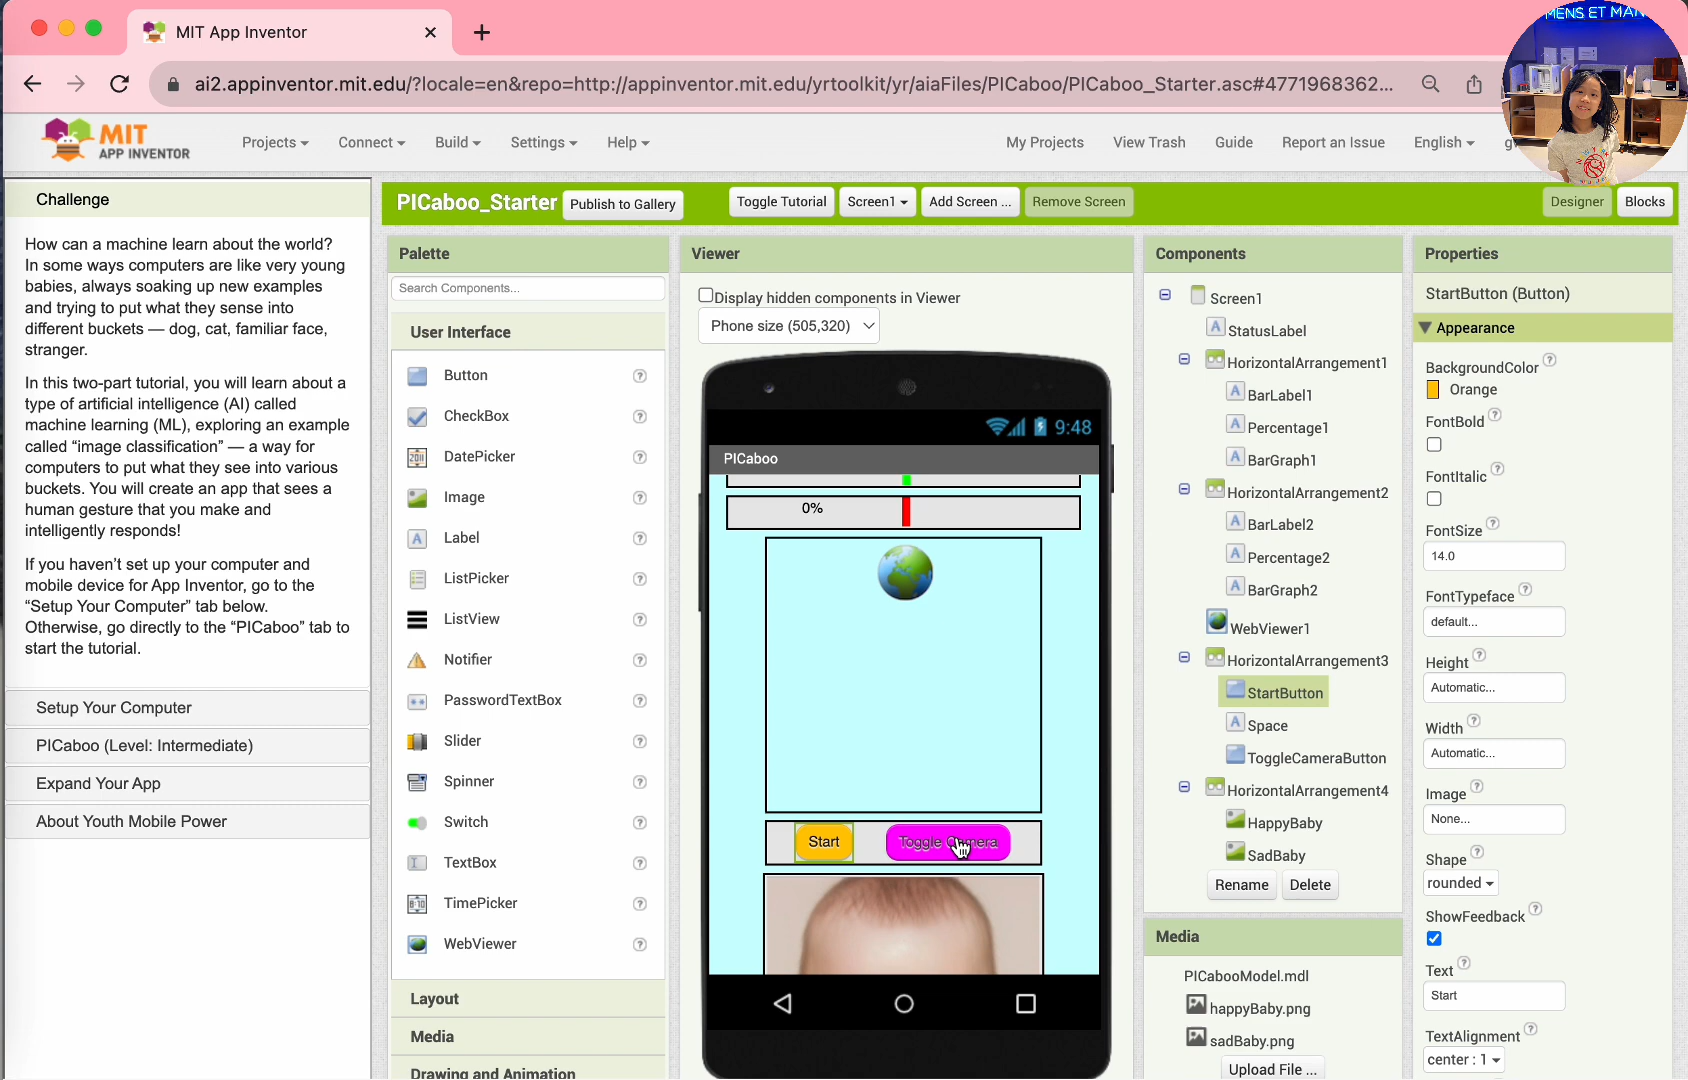 MIT App Inventor
ai2.appinventor.mit.edu/?locale=en&repo=http://appinventor.mit.edu/yrtoolkit/yr/aiaFiles/PICaboo/PICaboo_Starter.asc#4771968362...
MENS ET MAN
MIT
APP INVENTOR
Projects
Connect
Build
Settings
Help
My Projects
View Trash
Guide
Report an Issue
English
Challenge
How can a machine learn about the world?
In some ways computers are like very young
babies, always soaking up new examples
and trying to put what they sense into
different buckets — dog, cat, familiar face,
stranger.
In this two-part tutorial, you will learn about a
type of artificial intelligence (AI) called
machine learning (ML), exploring an example
called “image classification” — a way for
computers to put what they see into various
buckets. You will create an app that sees a
human gesture that you make and
intelligently responds!
If you haven’t set up your computer and
mobile device for App Inventor, go to the
“Setup Your Computer” tab below.
Otherwise, go directly to the “PICaboo” tab to
start the tutorial.
Setup Your Computer
PICaboo (Level: Intermediate)
Expand Your App
About Youth Mobile Power
PICaboo_Starter
Publish to Gallery
Toggle Tutorial
Screen1
Add Screen ...
Remove Screen
Designer
Blocks
Palette
Search Components...
User Interface
Button
CheckBox
DatePicker
Image
Label
ListPicker
ListView
Notifier
PasswordTextBox
Slider
Spinner
Switch
TextBox
TimePicker
WebViewer
Layout
Media
Drawing and Animation
Viewer
Display hidden components in Viewer
Phone size (505,320)
9:48
PICaboo
0%
Start
Toggle Camera
Components
Screen1
StatusLabel
HorizontalArrangement1
BarLabel1
Percentage1
BarGraph1
HorizontalArrangement2
BarLabel2
Percentage2
BarGraph2
WebViewer1
HorizontalArrangement3
StartButton
Space
ToggleCameraButton
HorizontalArrangement4
HappyBaby
SadBaby
Rename
Delete
Media
PICabooModel.mdl
happyBaby.png
sadBaby.png
Upload File ...
Properties
StartButton (Button)
Appearance
BackgroundColor
Orange
FontBold
FontItalic
FontSize
14.0
FontTypeface
default...
Height
Automatic...
Width
Automatic...
Image
None...
Shape
rounded
ShowFeedback
Text
Start
TextAlignment
center : 1